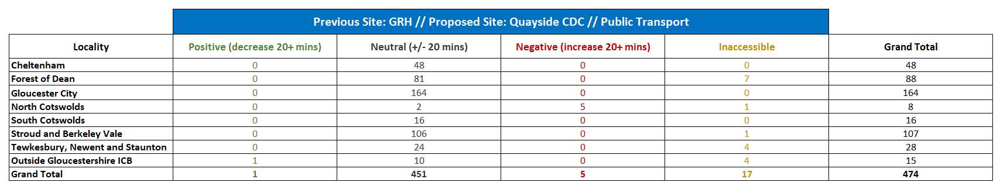 Previous Site: GRH // Proposed Site: Quayside CDC // Public Transport
Locality Positive (decrease 20+ mins) Neutral (+/- 20 mins) Negative (increase 20+ mins) Inaccessible Grand Total
Cheltenham 0 48 0 0 48
Forest of Dean 0 81 0 7 88
Gloucester City 0 164 0 0 164
North Cotswolds 0 2 5 1 8
South Cotswolds 0 16 0 0 16
Stroud and Berkeley Vale 0 106 0 1 107
Tewkesbury, Newent and Staunton 0 24 0 4 28
Outside Gloucestershire ICB 1 10 0 4 15
Grand Total 1 451 5 17 474